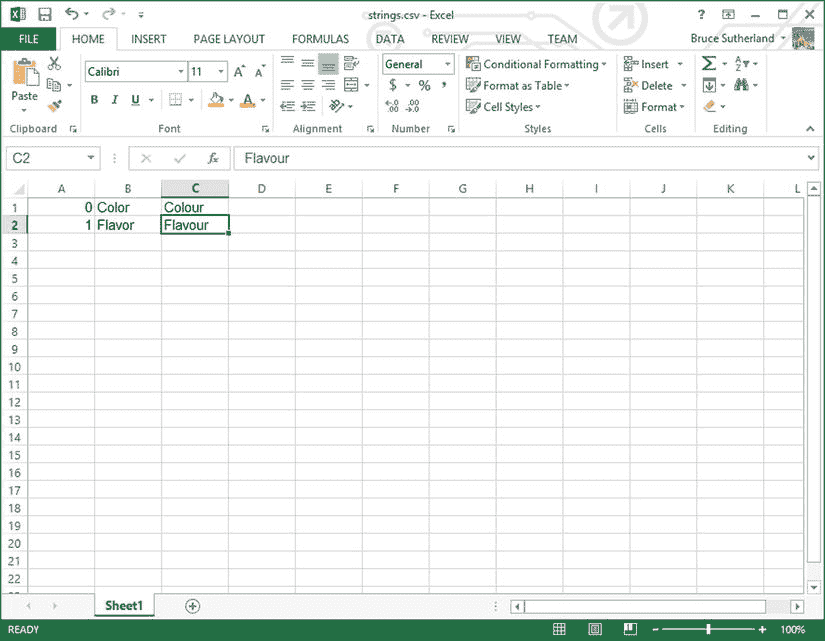 strings.csv - Excel
?
FILE HOME INSERT PAGE LAYOUT FORMULAS DATA REVIEW VIEW TEAM Bruce Sutherland
Paste
Calibri 11 A A
B I U A
General
$ % ,
.0 .00
Conditional Formatting
Format as Table
Cell Styles
Insert
Delete
Format
Σ
Clipboard Font Alignment Number Styles Cells Editing
C2 fx Flavour
A B C D E F G H I J K L
1 0 Color Colour
2 1 Flavor Flavour
3
4
5
6
7
8
9
10
11
12
13
14
15
16
17
18
19
20
21
22
Sheet1
READY 100%